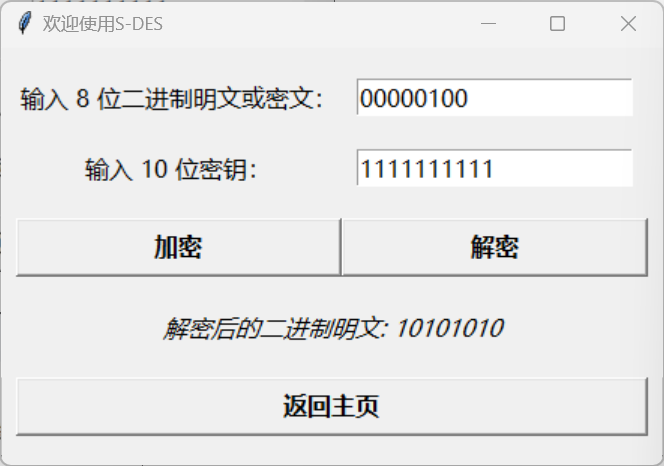 欢迎使用S-DES
输入 8 位二进制明文或密文: 00000100
输入 10 位密钥: 1111111111
加密 解密
解密后的二进制明文: 10101010
返回主页